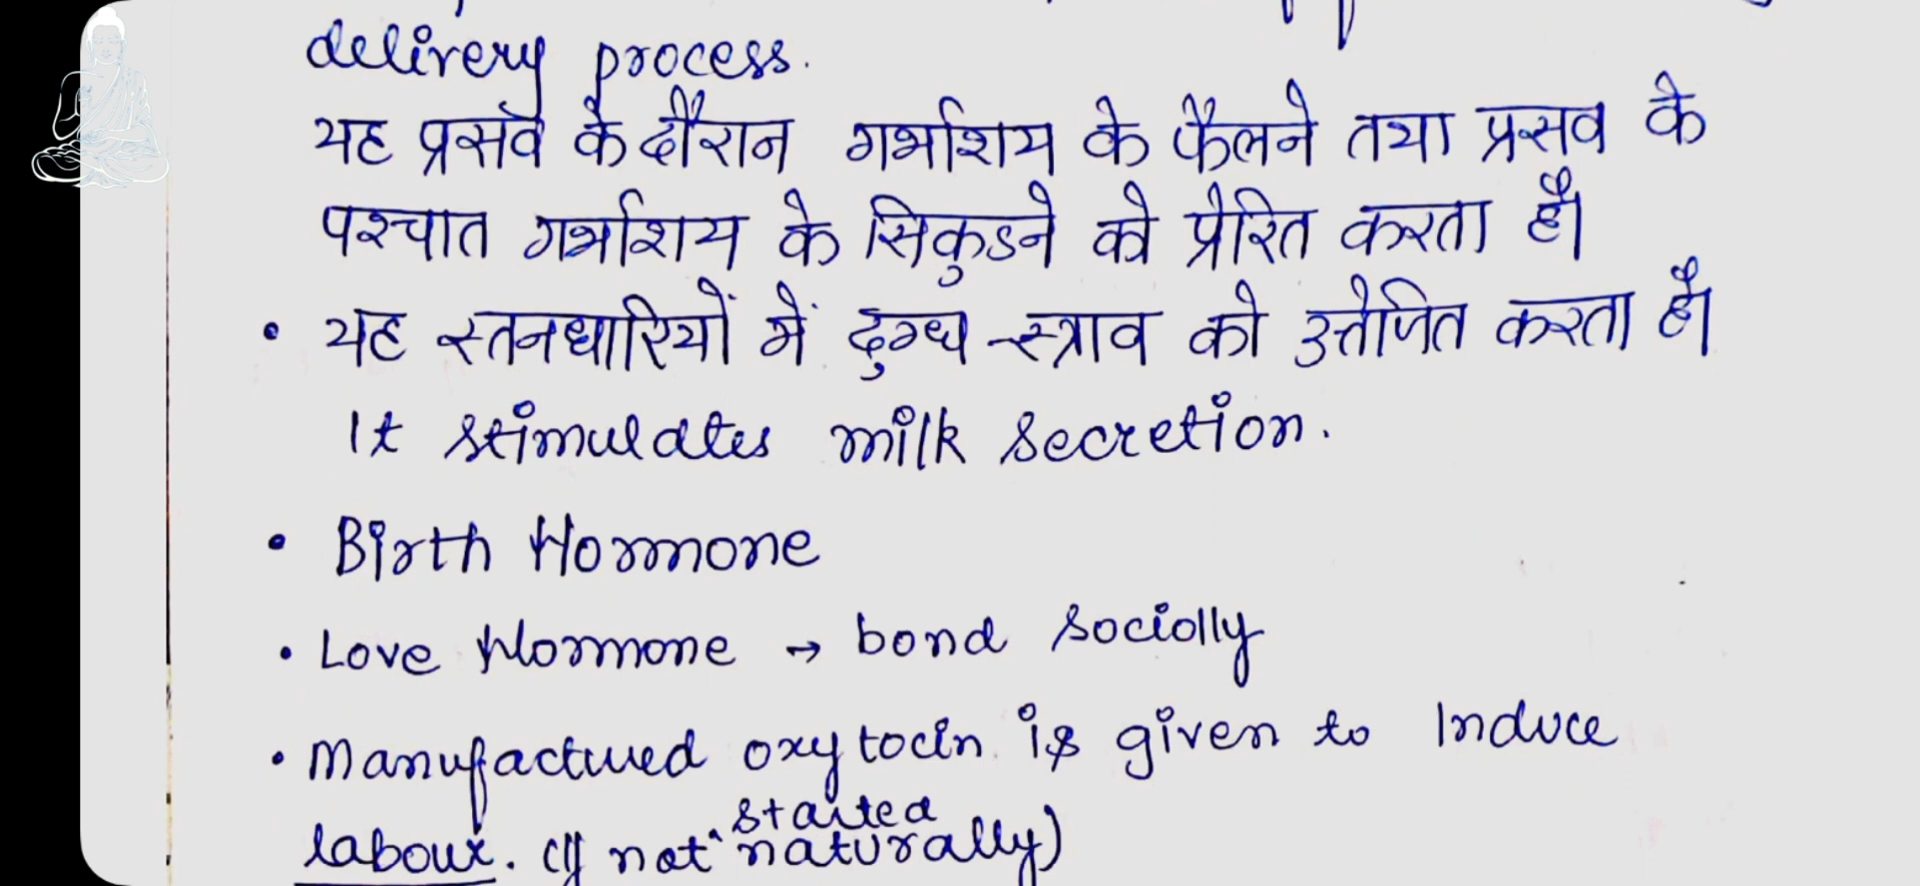 delivery process.
यह प्रसव के दौरान गर्भाशय के फैलने तथा प्रसव के
पश्चात गर्भाशय के सिकुडने को प्रेरित करता है।
• यह स्तनधारियों में दुग्ध-स्त्राव को उत्तेजित करता है।
It stimulates milk secretion.
• Birth Hormone
• Love Hormone → bond socially
• Manufactured oxytocin is given to Induce
started
labour. (if not ^ naturally)